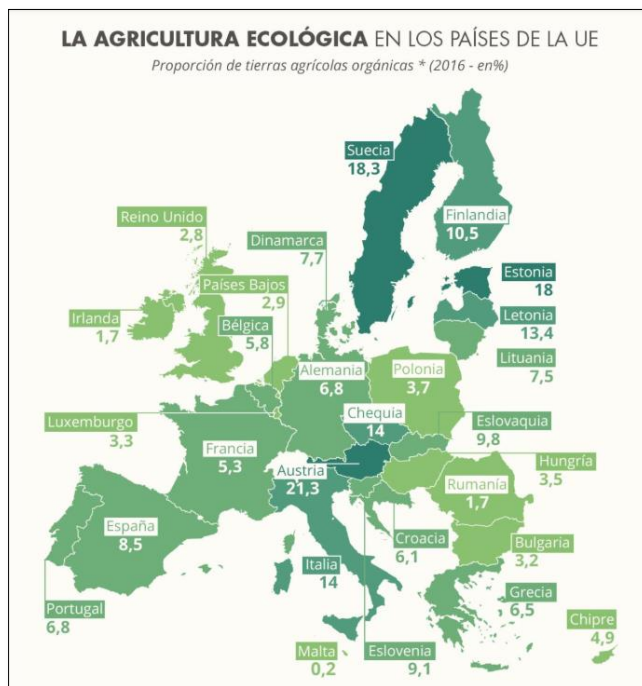 LA AGRICULTURA ECOLÓGICA EN LOS PAÍSES DE LA UE
Proporción de tierras agrícolas orgánicas * (2016 - en%)
Suecia
18,3
Finlandia
10,5
Reino Unido
2,8
Dinamarca
7,7
Países Bajos
2,9
Estonia
18
Irlanda
1,7
Bélgica
5,8
Letonia
13,4
Lituania
7,5
Alemania
6,8
Polonia
3,7
Luxemburgo
3,3
Chequia
14
Eslovaquia
9,8
Francia
5,3
Austria
21,3
Hungría
3,5
Rumanía
1,7
España
8,5
Croacia
6,1
Bulgaria
3,2
Italia
14
Portugal
6,8
Grecia
6,5
Malta
0,2
Eslovenia
9,1
Chipre
4,9